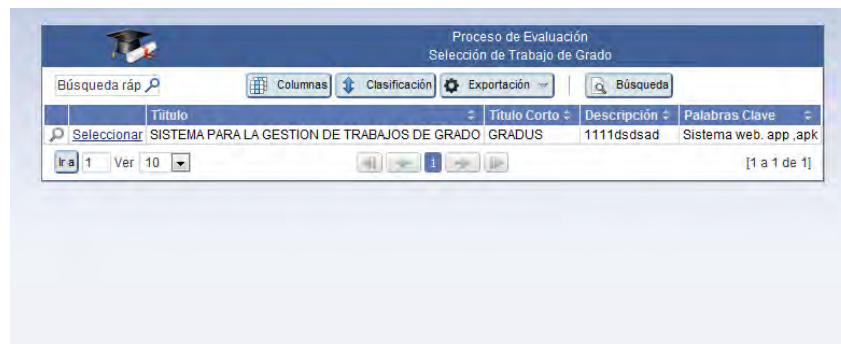 Proceso de Evaluación
Selección de Trabajo de Grado
Búsqueda ráp Columnas Clasificación Exportación Búsqueda
Tiitulo Titulo Corto Descripción Palabras Clave
Seleccionar SISTEMA PARA LA GESTION DE TRABAJOS DE GRADO GRADUS 1111dsdsad Sistema web. app ,apk
Ir a 1 Ver 10 1 [1 a 1 de 1]